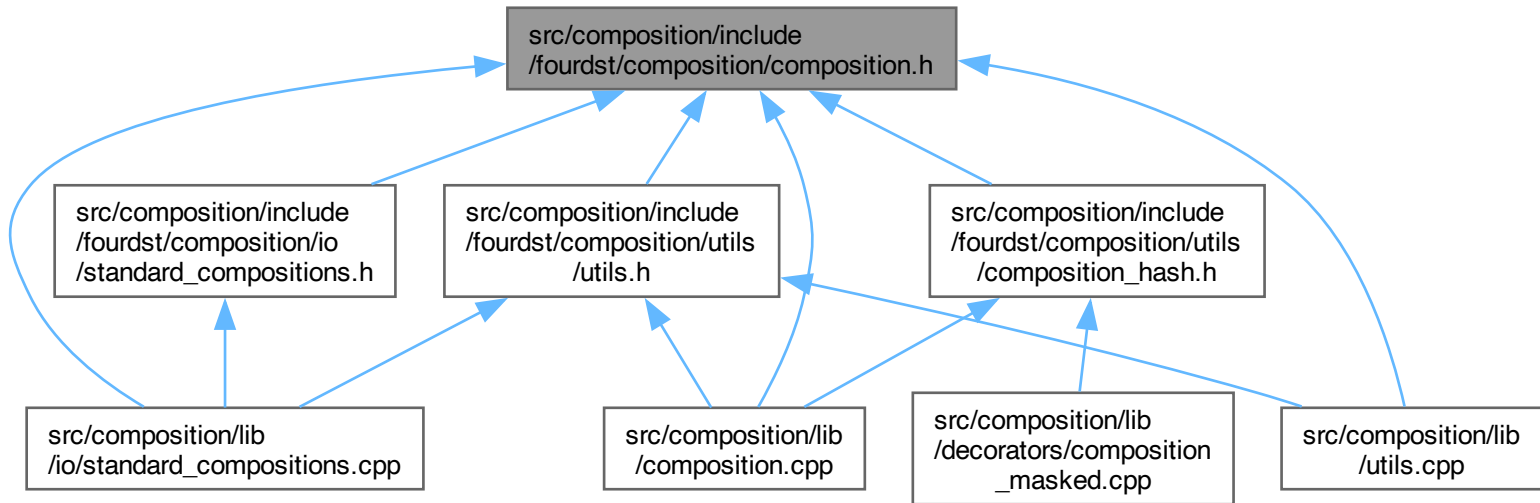 src/composition/include
/fourdst/composition/composition.h
src/composition/include
/fourdst/composition/io
/standard_compositions.h
src/composition/include
/fourdst/composition/utils
/utils.h
src/composition/include
/fourdst/composition/utils
/composition_hash.h
src/composition/lib
/io/standard_compositions.cpp
src/composition/lib
/composition.cpp
src/composition/lib
/decorators/composition
_masked.cpp
src/composition/lib
/utils.cpp